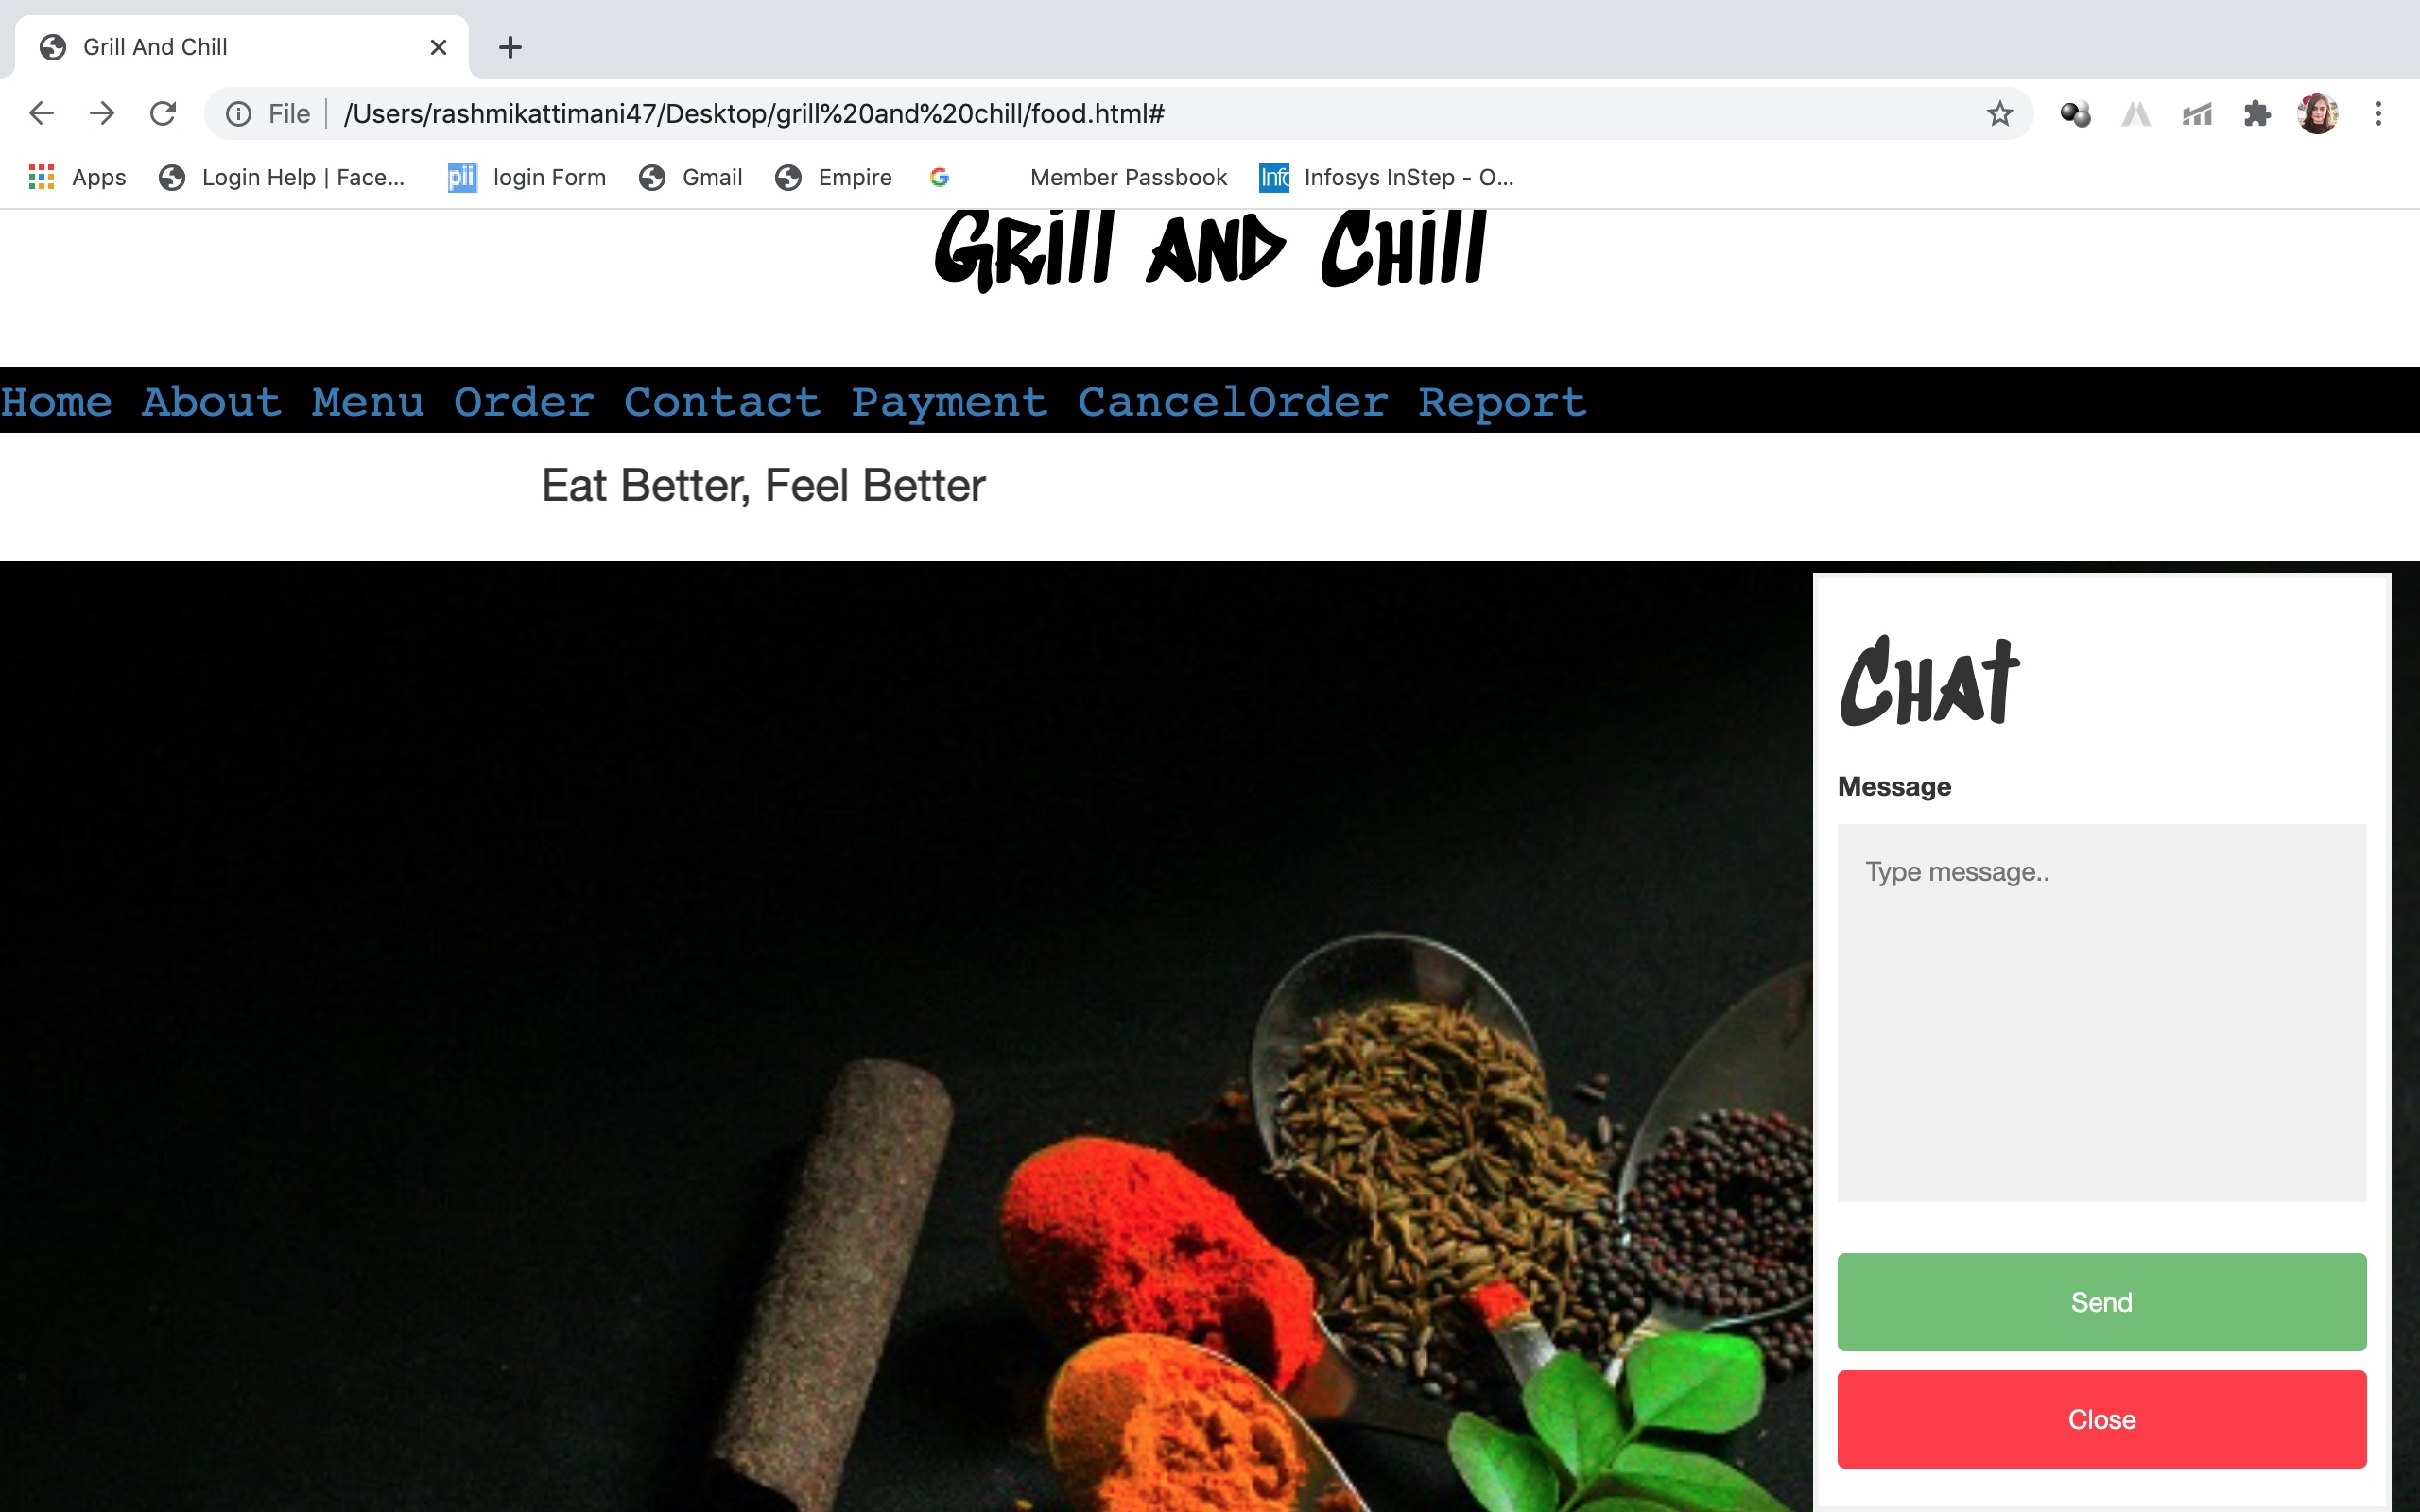 Grill And Chill
File /Users/rashmikattimani47/Desktop/grill%20and%20chill/food.html#
Apps Login Help | Face... pii login Form Gmail Empire G Member Passbook Info Infosys InStep - O...
Grill and Chill
Home About Menu Order Contact Payment CancelOrder Report
Eat Better, Feel Better
Chat
Message
Type message..
Send
Close